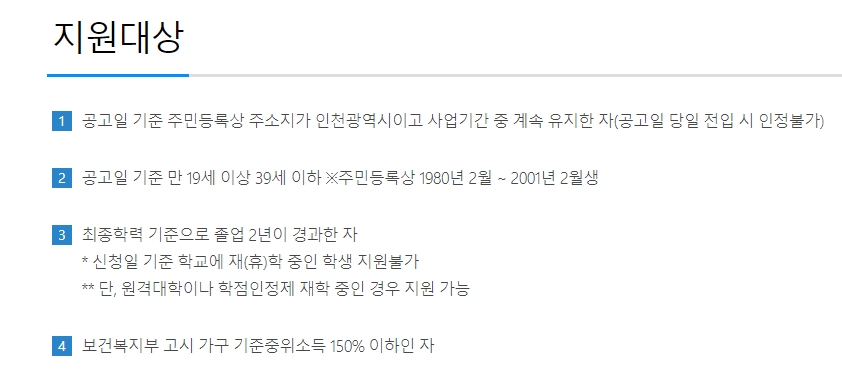 지원대상
1 공고일 기준 주민등록상 주소지가 인천광역시이고 사업기간 중 계속 유지한 자(공고일 당일 전입 시 인정불가)
2 공고일 기준 만 19세 이상 39세 이하 ※주민등록상 1980년 2월 ~ 2001년 2월생
3 최종학력 기준으로 졸업 2년이 경과한 자
* 신청일 기준 학교에 재(휴)학 중인 학생 지원불가
** 단, 원격대학이나 학점인정제 재학 중인 경우 지원 가능
4 보건복지부 고시 가구 기준중위소득 150% 이하인 자